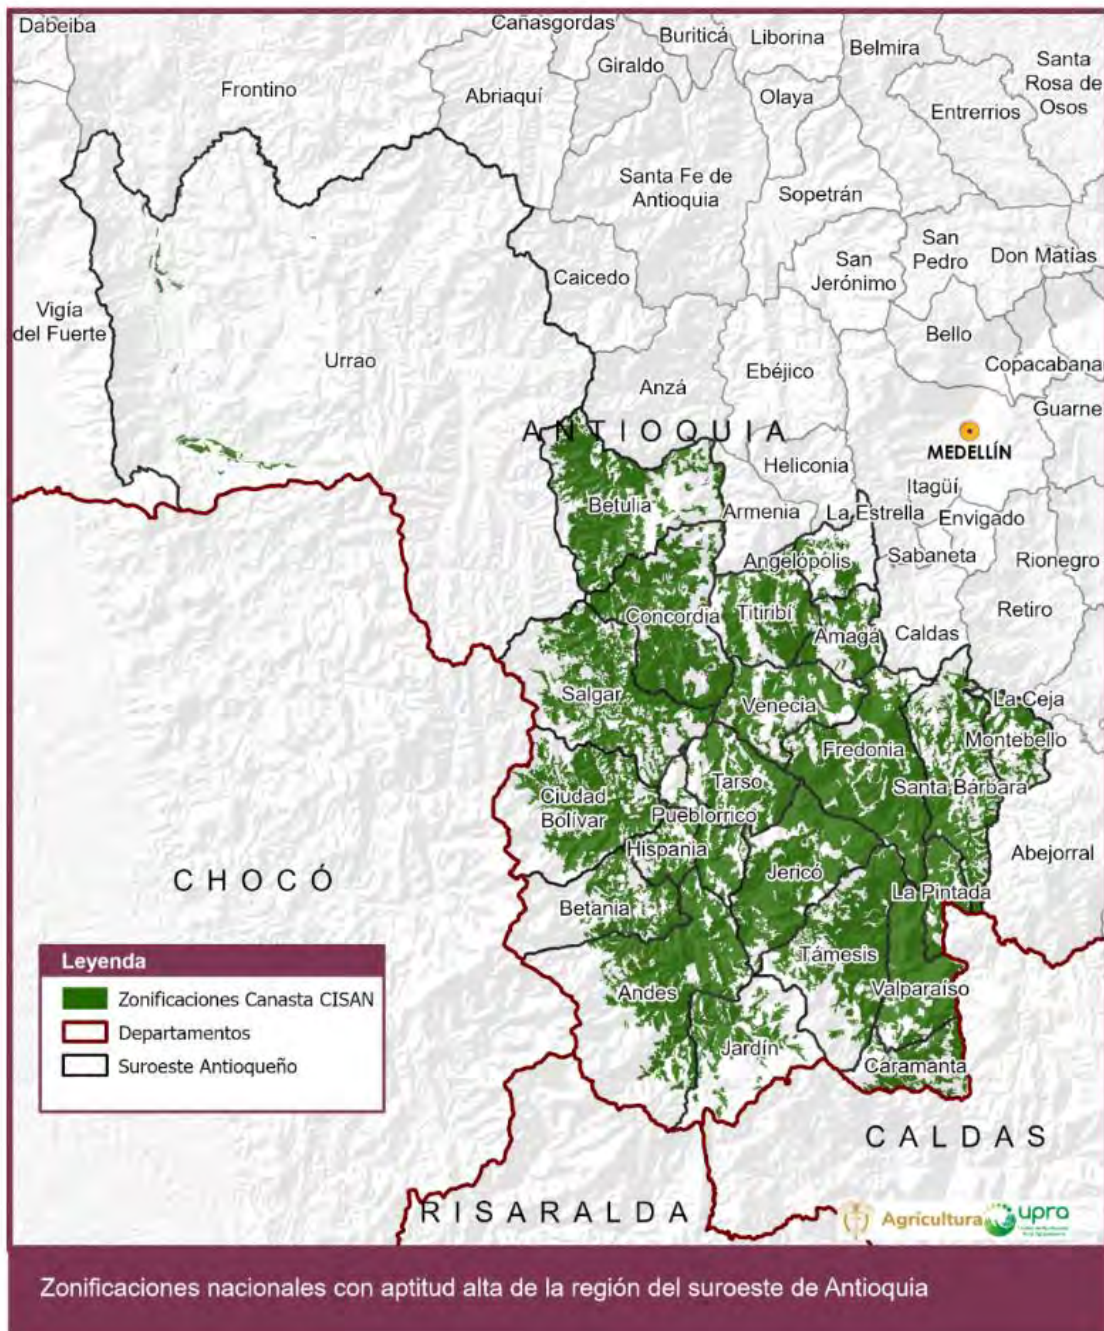 Dabeiba
Cañasgordas
Buriticá
Liborina
Belmira
Giraldo
Santa
Rosa de
Osos
Frontino
Abriaquí
Olaya
Entrerrios
Santa Fe de
Antioquia
Sopetrán
San
Pedro
Don Matías
San
Jerónimo
Caicedo
Vigía
del Fuerte
Bello
Urrao
Copacabana
Ebéjico
Anzá
Guarne
ANTIOQUIA
MEDELLÍN
Heliconia
Itagüí
Betulia
Armenia
La Estrella
Envigado
Sabaneta
Rionegro
Angelópolis
Concordia
Titiribí
Retiro
Amagá
Caldas
Salgar
La Ceja
Venecia
Montebello
Fredonia
Tarso
Santa Bárbara
Ciudad
Bolívar
Pueblorrico
Hispania
Abejorral
Jericó
CHOCÓ
La Pintada
Betania
Támesis
Valparaíso
Andes
Jardín
Caramanta
Leyenda
Zonificaciones Canasta CISAN
Departamentos
Suroeste Antioqueño
CALDAS
RISARALDA
Agricultura
upra
Zonificaciones nacionales con aptitud alta de la región del suroeste de Antioquia